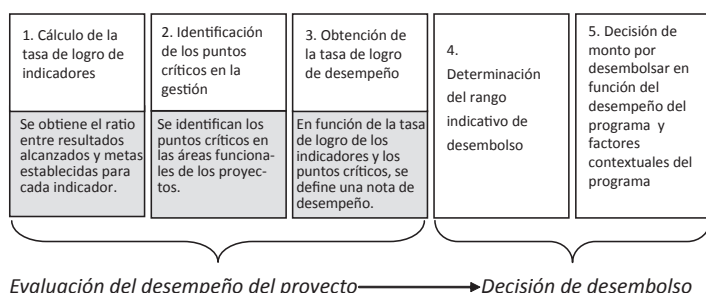 1. Cálculo de la
tasa de logro de
indicadores
Se obtiene el ratio
entre resultados
alcanzados y metas
establecidas para
cada indicador.
2. Identificación
de los puntos
críticos en la
gestión
Se identifican los
puntos críticos en
las áreas funciona-
les de los proyec-
tos.
3. Obtención de
la tasa de logro
de desempeño
En función de la tasa
de logro de los
indicadores y los
puntos críticos, se
define una nota de
desempeño.
4.
Determinación
del rango
indicativo de
desembolso
5. Decisión de
monto por
desembolsar en
función del
desempeño del
programa y
factores
contextuales del
programa
Evaluación del desempeño del proyecto
Decisión de desembolso